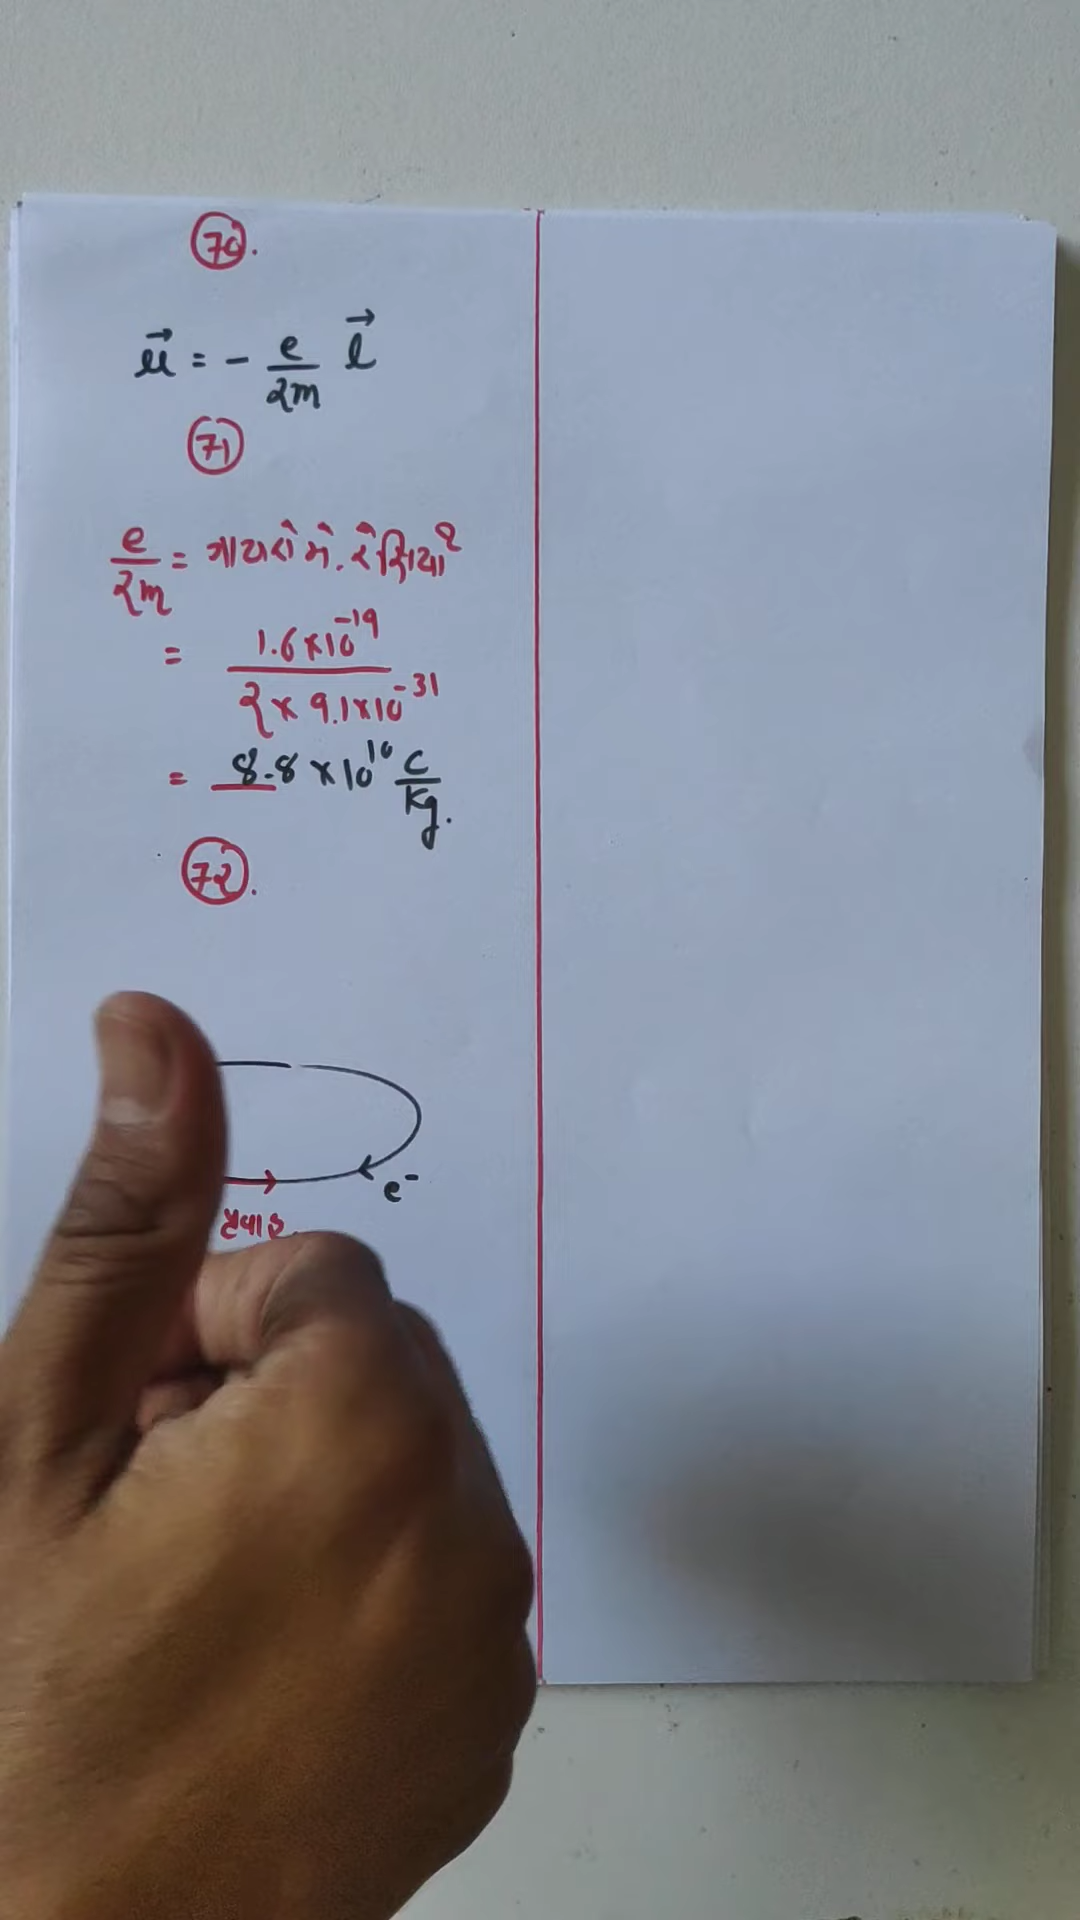 70.
μ⃗ = - e/2m l⃗
71
e/2m = ગાયરો મે. રેશિયો
= 1.6×10⁻¹⁹ / 2 × 9.1×10⁻³¹
= 8.8 ×10¹⁰ C/Kg.
72.
e⁻